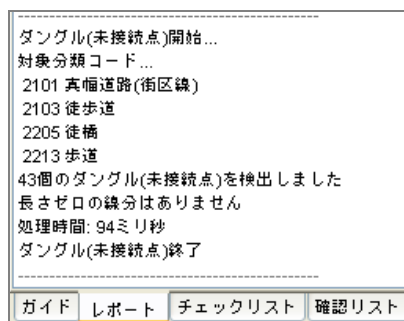 ----------------------------------------------------
ダングル(未接続点)開始...
対象分類コード...
2101 真幅道路(街区線)
2103 徒歩道
2205 徒橋
2213 歩道
43個のダングル(未接続点)を検出しました
長さゼロの線分はありません
処理時間: 94ミリ秒
ダングル(未接続点)終了
----------------------------------------------------
ガイド レポート チェックリスト 確認リスト